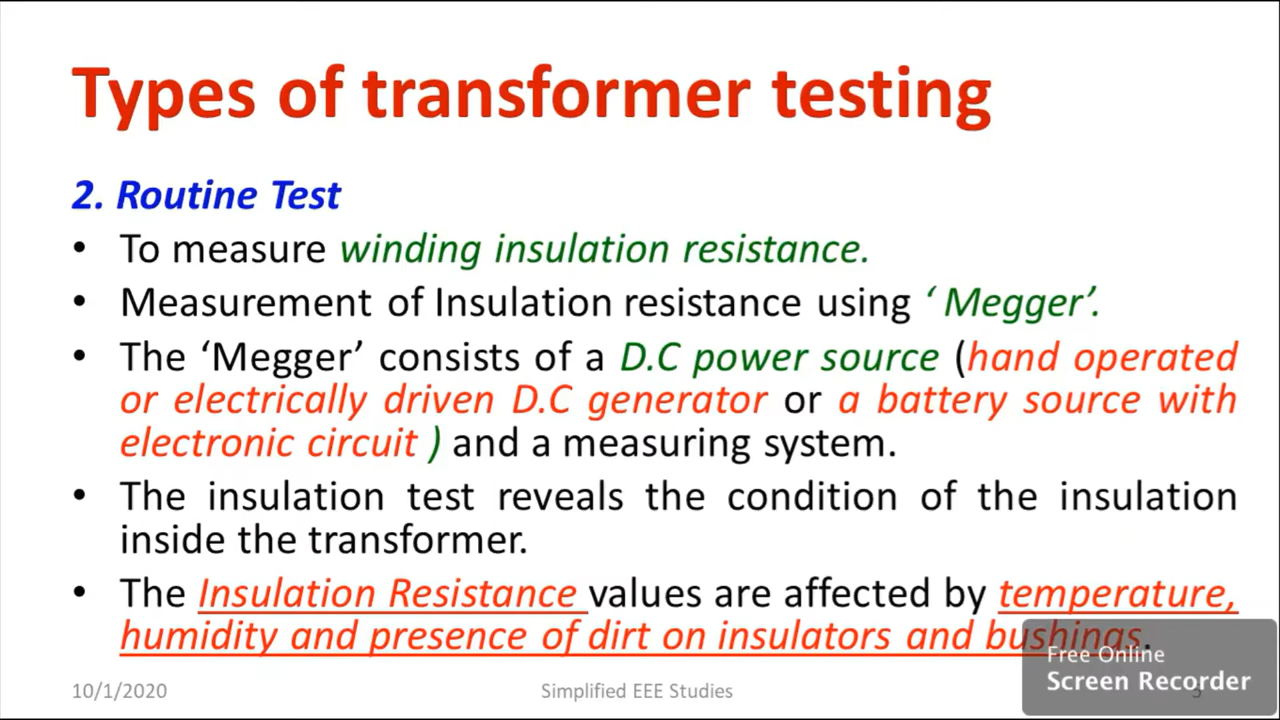 Types of transformer testing
2. Routine Test
• To measure winding insulation resistance.
• Measurement of Insulation resistance using ‘ Megger’.
• The ‘Megger’ consists of a D.C power source (hand operated
or electrically driven D.C generator or a battery source with
electronic circuit ) and a measuring system.
• The insulation test reveals the condition of the insulation
inside the transformer.
• The Insulation Resistance values are affected by temperature,
humidity and presence of dirt on insulators and bushings.
Free Online
Screen Recorder
10/1/2020
Simplified EEE Studies
5